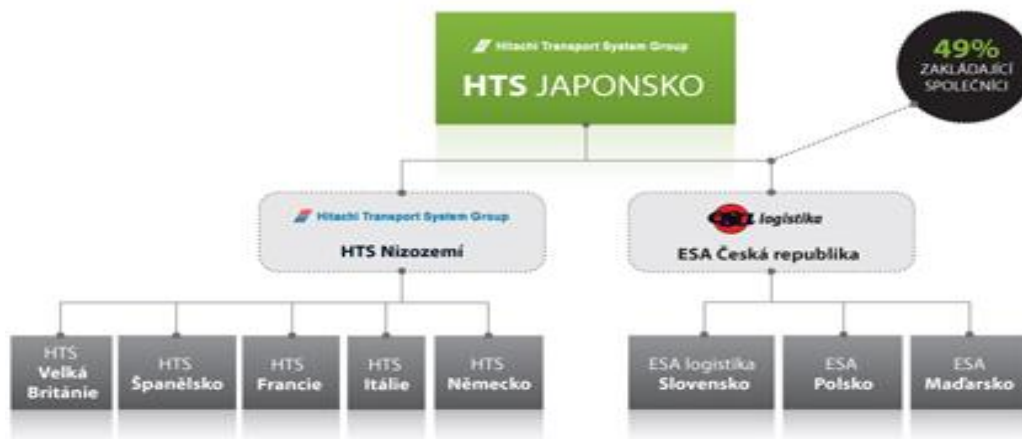 Hitachi Transport System Group
HTS JAPONSKO
49%
ZAKLÁDAJÍCÍ
SPOLEČNÍCI
Hitachi Transport System Group
HTS Nizozemí
logistika
ESA Česká republika
HTS
Velká
Británie
HTS
Španělsko
HTS
Francie
HTS
Itálie
HTS
Německo
ESA logistika
Slovensko
ESA
Polsko
ESA
Maďarsko